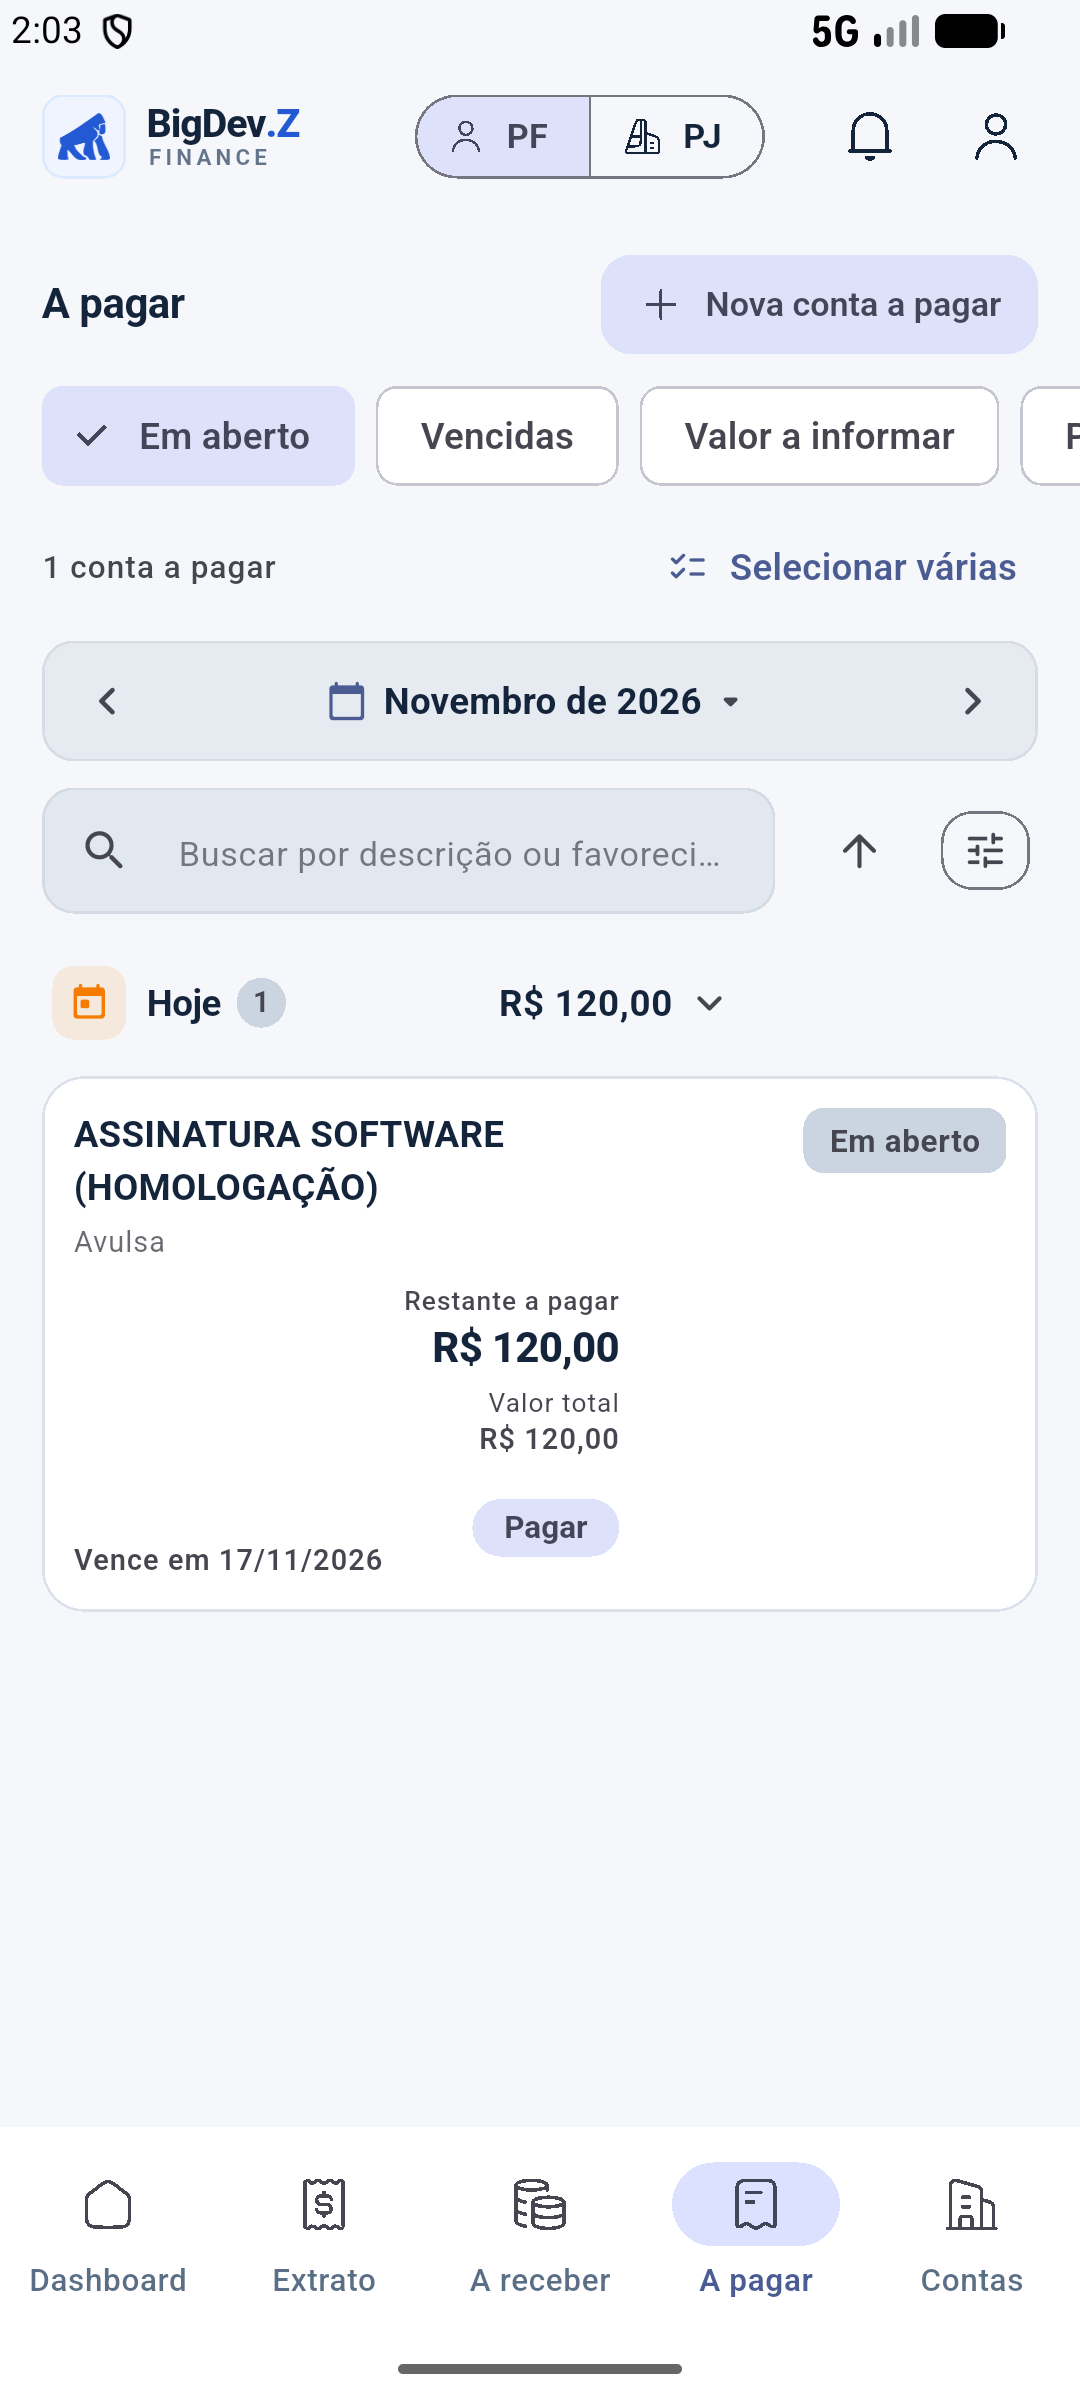 2:03
5G
BigDev.Z
FINANCE
PF
PJ
A pagar
Nova conta a pagar
Em aberto
Vencidas
Valor a informar
1 conta a pagar
Selecionar várias
Novembro de 2026
Buscar por descrição ou favoreci...
Hoje 1
R$ 120,00
ASSINATURA SOFTWARE
(HOMOLOGAÇÃO)
Em aberto
Avulsa
Restante a pagar
R$ 120,00
Valor total
R$ 120,00
Pagar
Vence em 17/11/2026
Dashboard
Extrato
A receber
A pagar
Contas